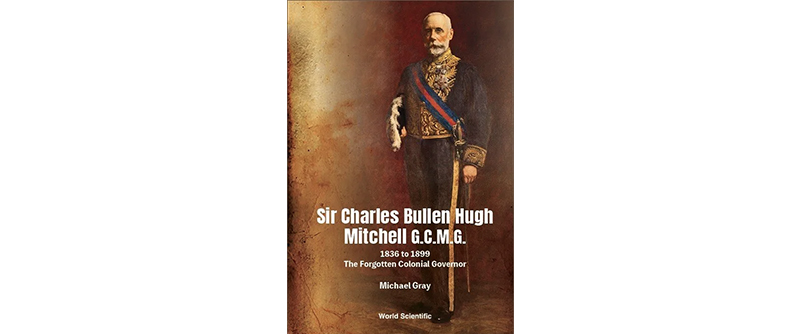 Sir Charles Bullen Hugh
Mitchell G.C.M.G.
1836 to 1899
The Forgotten Colonial Governor
Michael Gray
World Scientific